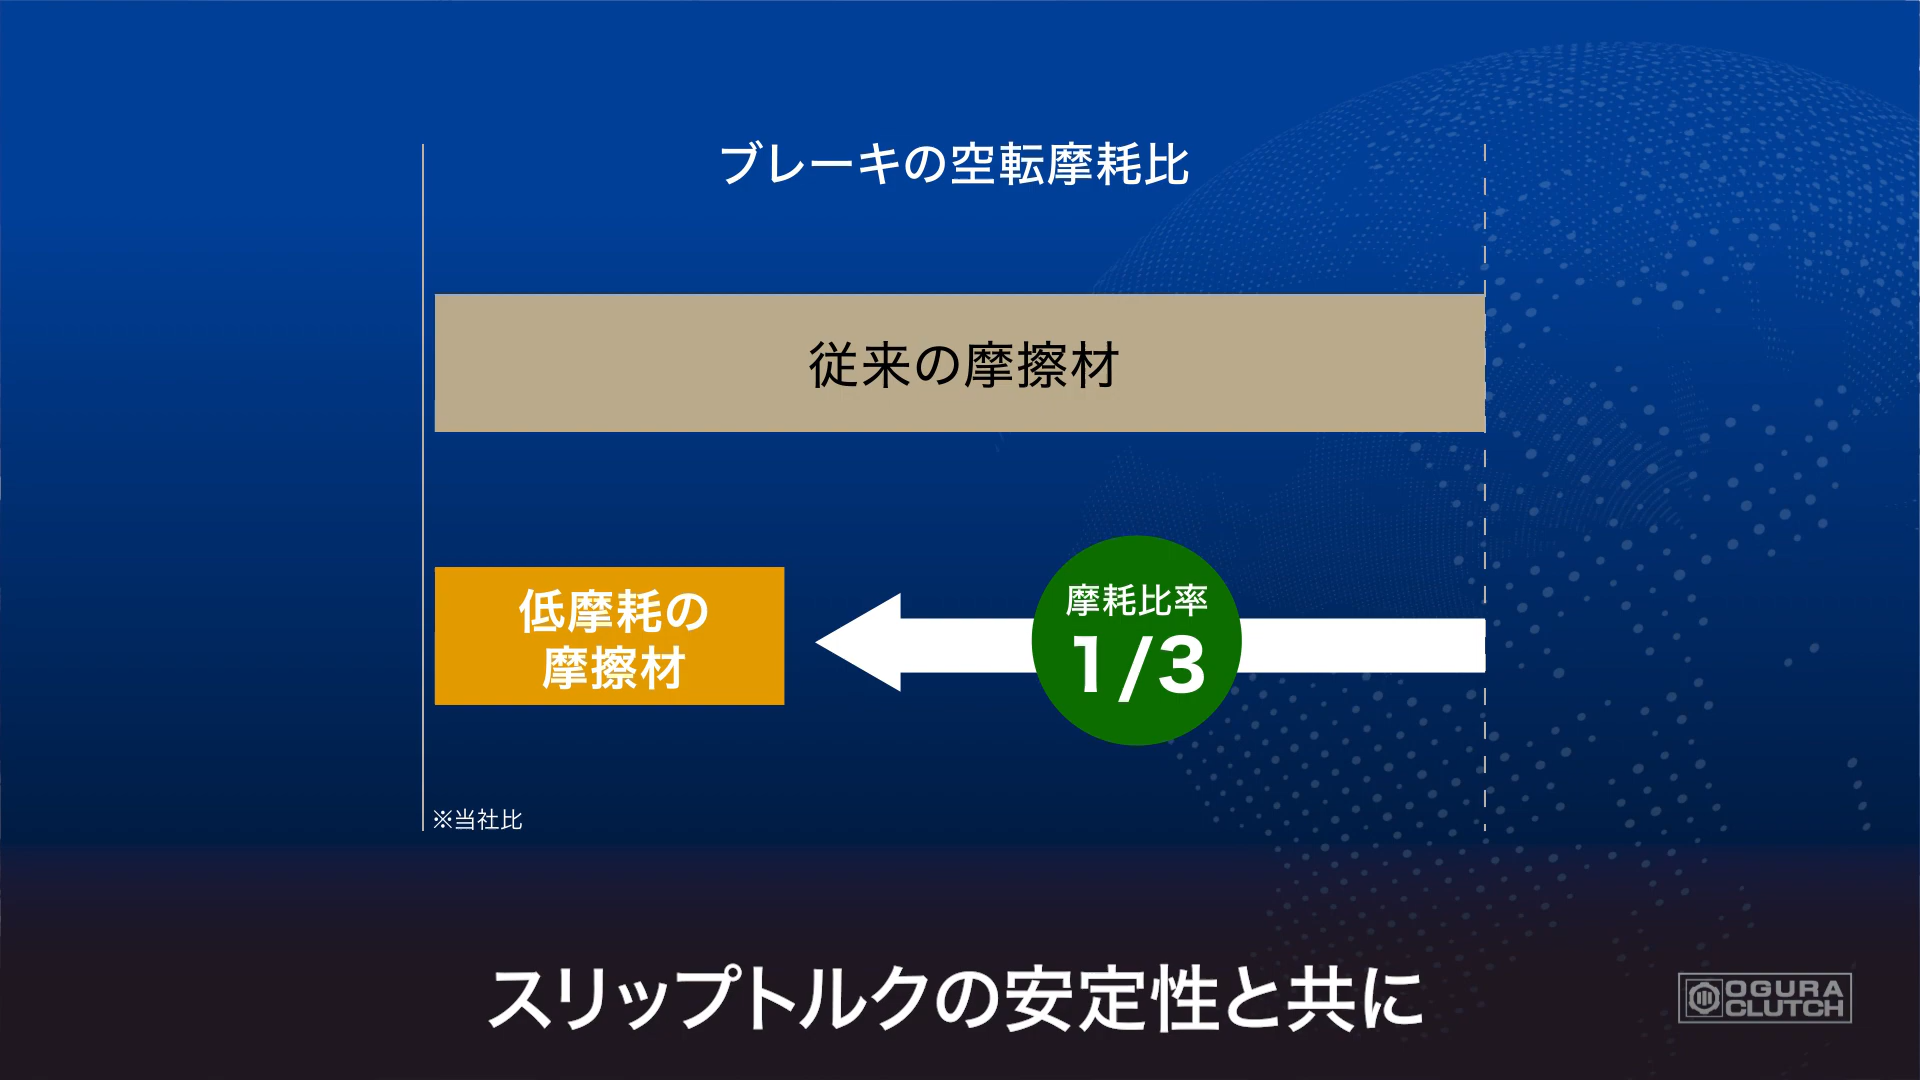 ブレーキの空転摩耗比
従来の摩擦材
低摩耗の
摩擦材
摩耗比率
1/3
※当社比
スリップトルクの安定性と共に
OGURA
CLUTCH